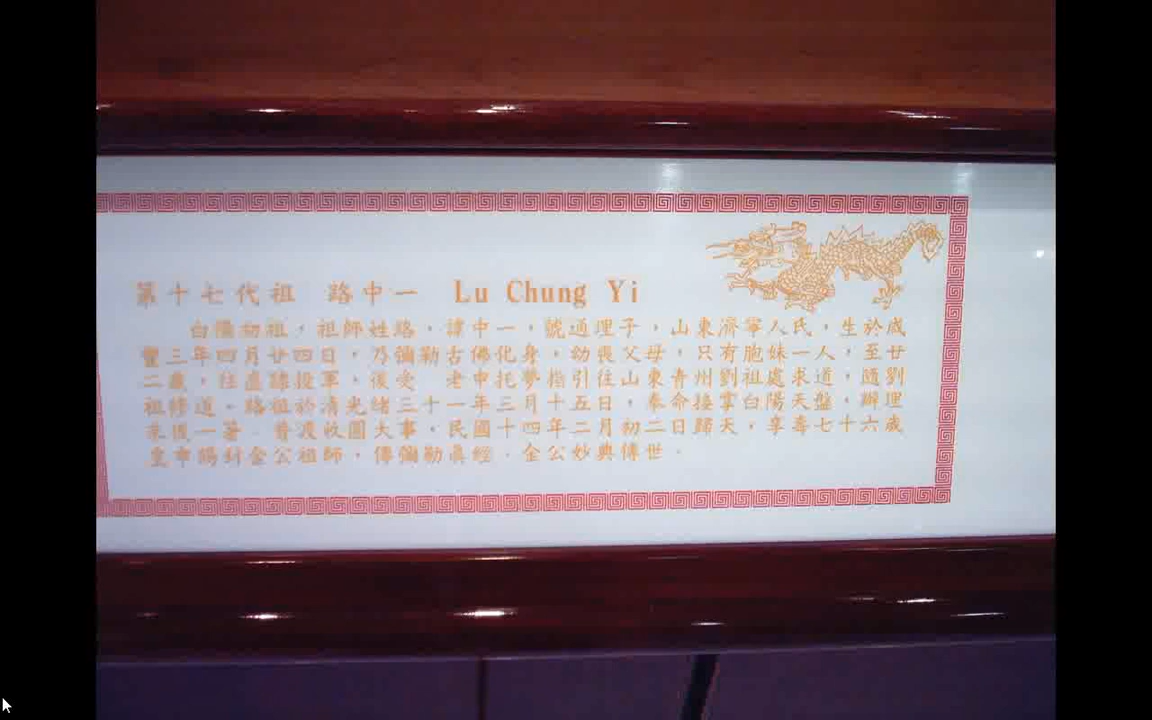 第十七代祖 路中一 Lu Chung Yi
白陽初祖，祖師姓路，諱中一，號通理子，山東濟寧人氏，生於咸
豐三年四月廿四日，乃彌勒古佛化身，幼喪父母，只有胞妹一人，至廿
二歲，往盧隊投軍，後受 老中托夢指引往山東青州劉祖處求道，隨劉
祖修道。路祖於清光緒三十一年三月十五日，奉命接掌白陽天盤，辦理
末後一著．普渡收圓大事，民國十四年二月初二日歸天，享壽七十六歲
皇申錫封金公祖師，傳彌勒真經．金公妙典傳世．